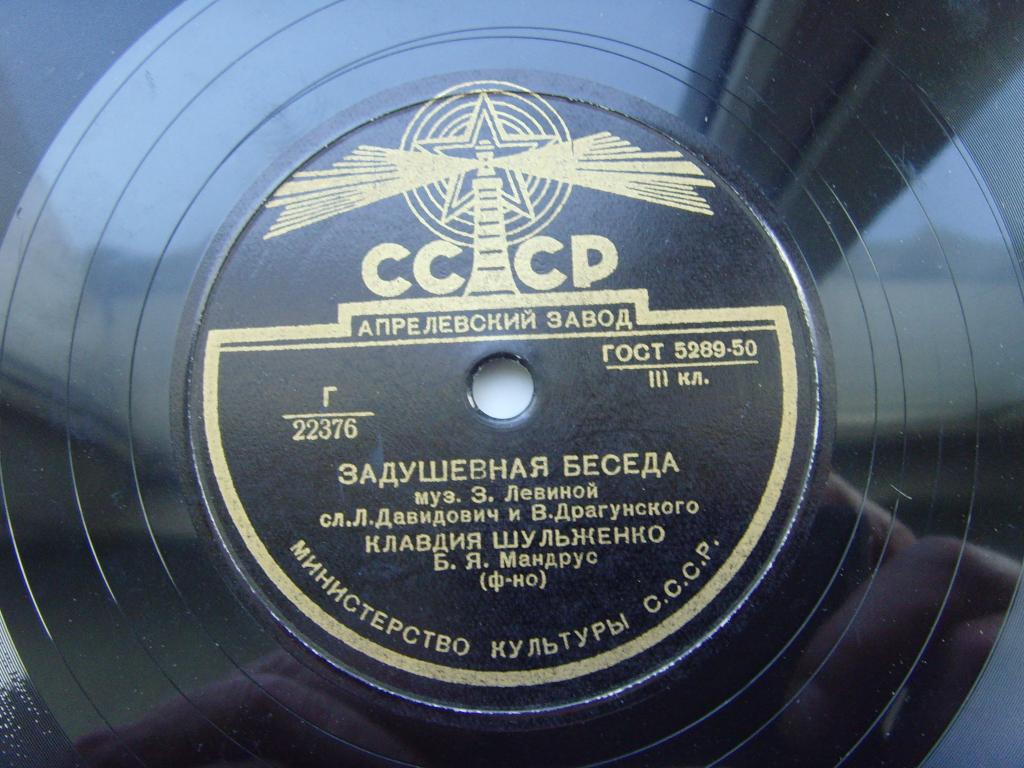 СССР
АПРЕЛЕВСКИЙ ЗАВОД
ГОСТ 5289-50
III кл.
Г
22376
ЗАДУШЕВНАЯ БЕСЕДА
муз. З. Левиной
сл.Л.Давидович и В.Драгунского
КЛАВДИЯ ШУЛЬЖЕНКО
Б. Я. Мандрус
(ф-но)
МИНИСТЕРСТВО КУЛЬТУРЫ С.С.С.Р.